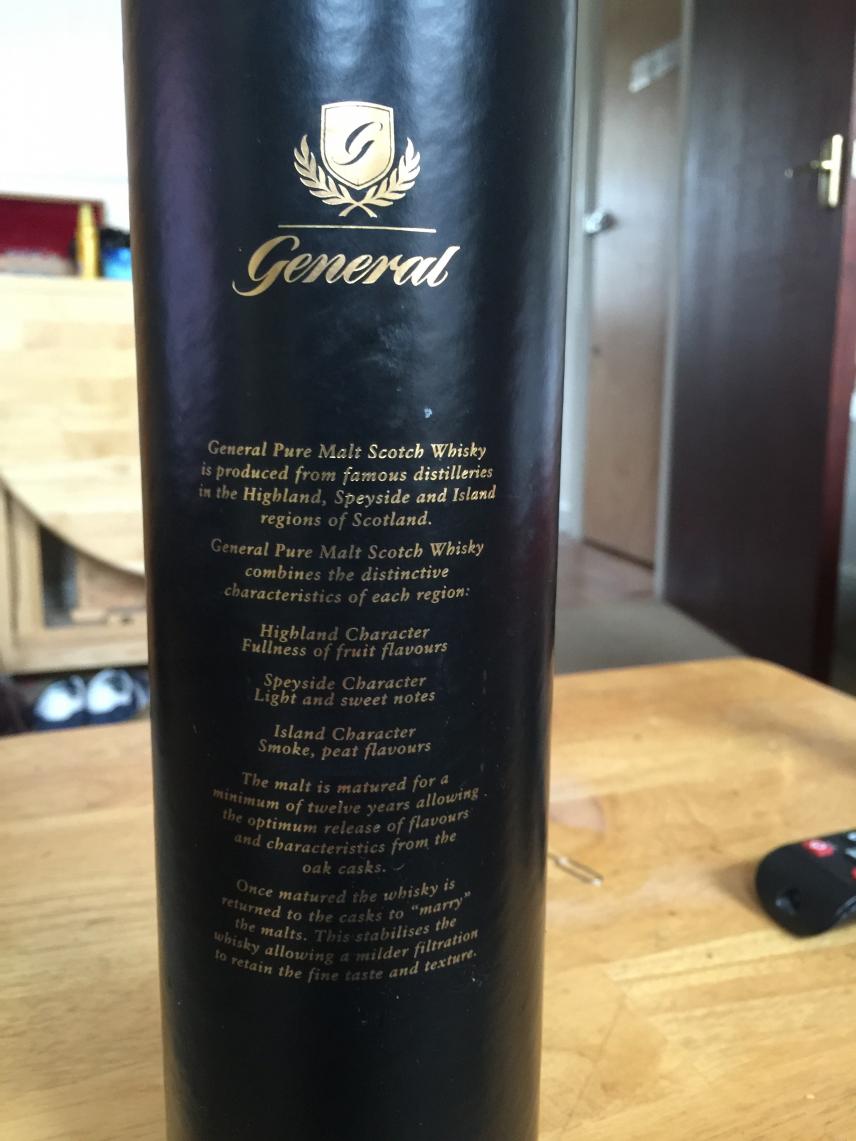 G
General
General Pure Malt Scotch Whisky
is produced from famous distilleries
in the Highland, Speyside and Island
regions of Scotland.
General Pure Malt Scotch Whisky
combines the distinctive
characteristics of each region:
Highland Character
Fullness of fruit flavours
Speyside Character
Light and sweet notes
Island Character
Smoke, peat flavours
The malt is matured for a
minimum of twelve years allowing
the optimum release of flavours
and characteristics from the
oak casks.
Once matured the whisky is
returned to the casks to "marry"
the malts. This stabilises the
whisky allowing a milder filtration
to retain the fine taste and texture.